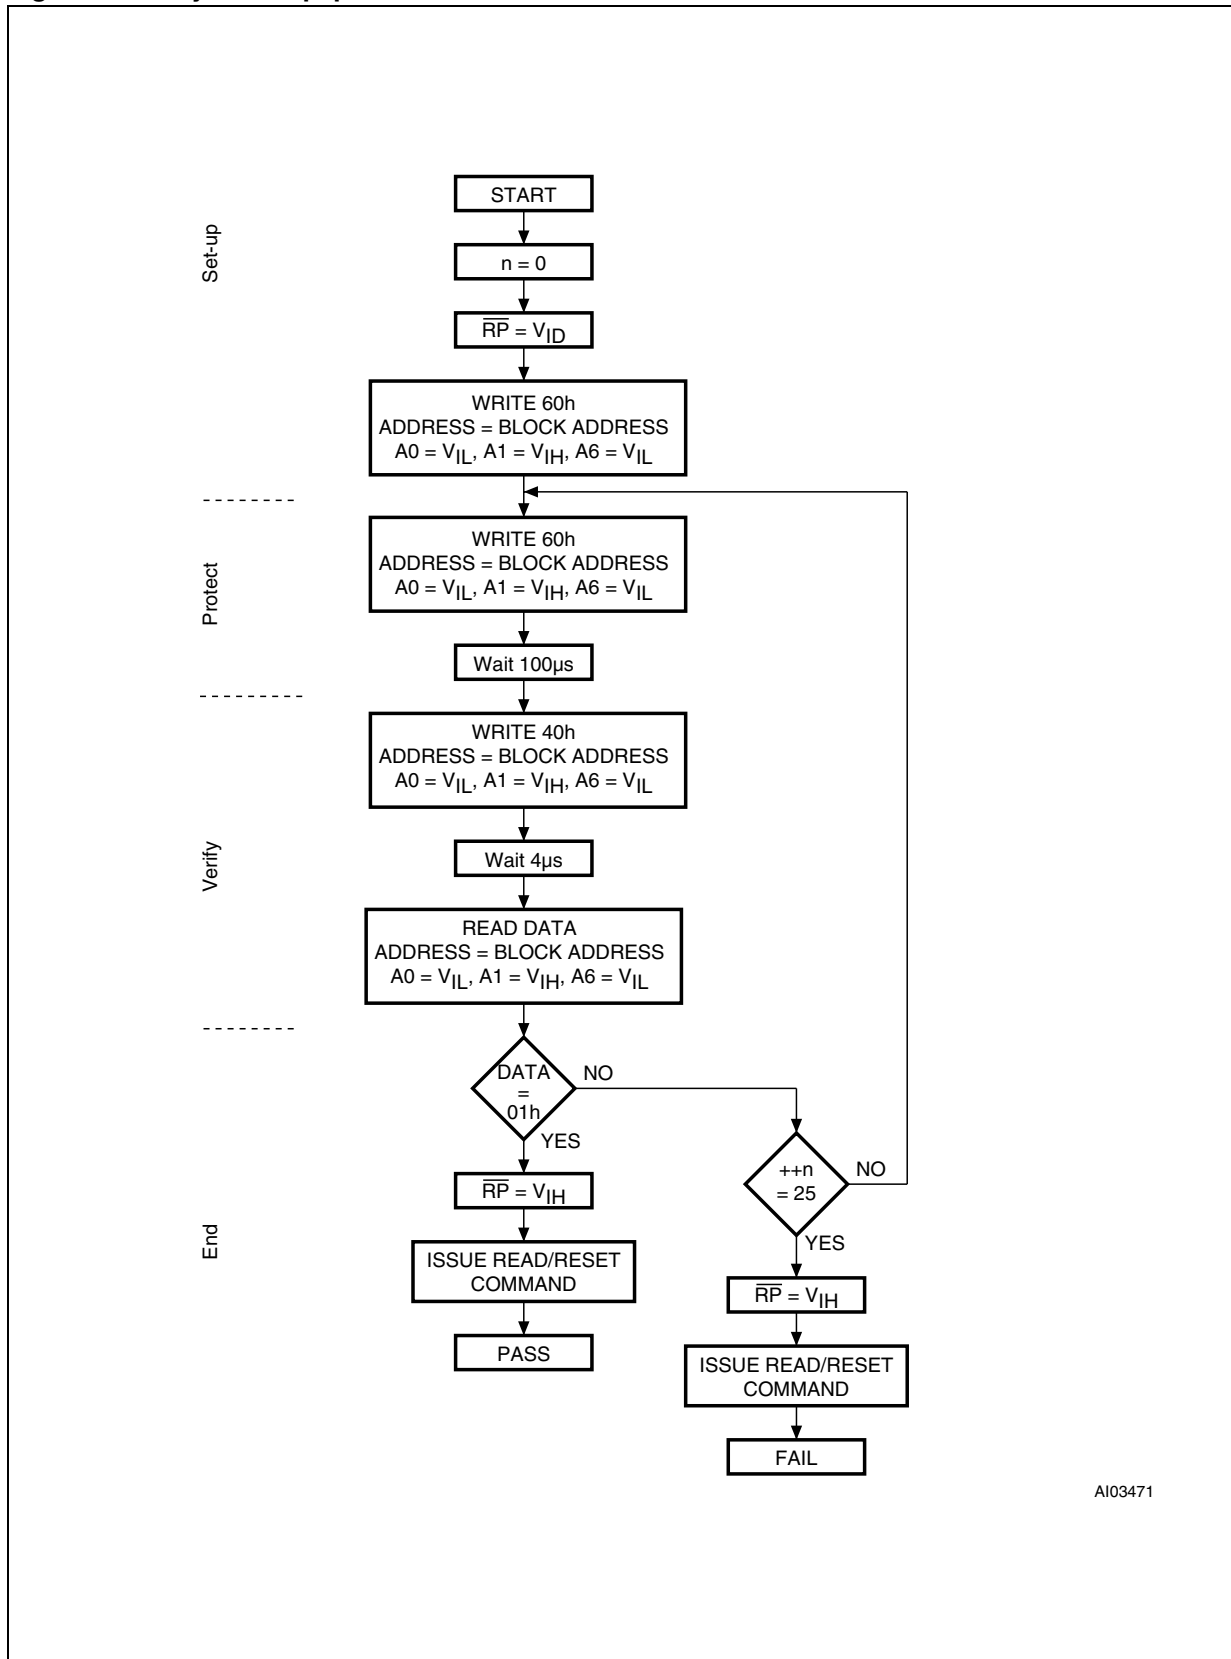 START
Set-up
n = 0
RP = VID
WRITE 60h
ADDRESS = BLOCK ADDRESS
A0 = VIL, A1 = VIH, A6 = VIL
Protect
WRITE 60h
ADDRESS = BLOCK ADDRESS
A0 = VIL, A1 = VIH, A6 = VIL
Wait 100µs
Verify
WRITE 40h
ADDRESS = BLOCK ADDRESS
A0 = VIL, A1 = VIH, A6 = VIL
Wait 4µs
READ DATA
ADDRESS = BLOCK ADDRESS
A0 = VIL, A1 = VIH, A6 = VIL
End
DATA
=
01h
NO
YES
RP = VIH
ISSUE READ/RESET
COMMAND
PASS
++n
= 25
NO
YES
RP = VIH
ISSUE READ/RESET
COMMAND
FAIL
AI03471